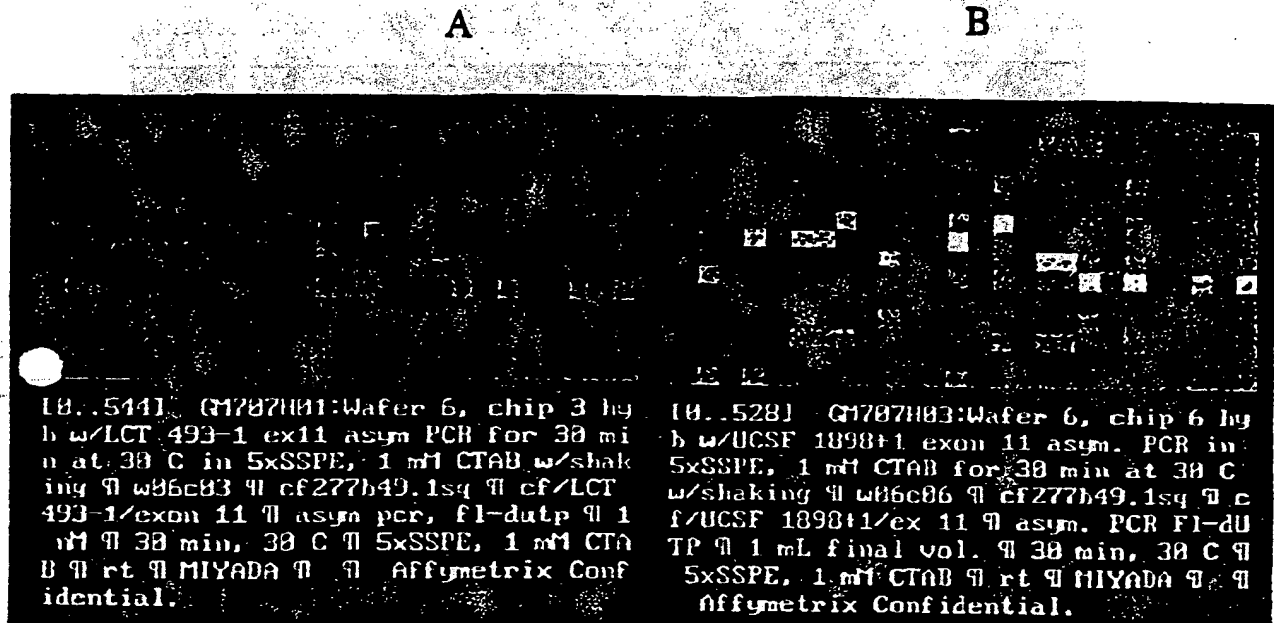 A
B
[0..544] GM707H01:Wafer 6, chip 3 hy
b w/LCT 493-1 ex11 asym PCR for 30 mi
n at 30 C in 5xSSPE, 1 mM CTAB w/shak
ing ¶ w06c03 ¶ cf277b49.1sq ¶ cf/LCT
493-1/exon 11 ¶ asym pcr, fl-dutp ¶ 1
nM ¶ 30 min, 30 C ¶ 5xSSPE, 1 mM CTA
B ¶ rt ¶ MIYADA ¶ ¶ Affymetrix Conf
idential.
[0..528] GM707H03:Wafer 6, chip 6 hy
b w/UCSF 1898+1 exon 11 asym. PCR in
5xSSPE, 1 mM CTAB for 30 min at 30 C
w/shaking ¶ w06c06 ¶ cf277b49.1sq ¶ c
f/UCSF 1898+1/ex 11 ¶ asym. PCR Fl-dU
TP ¶ 1 mL final vol. ¶ 30 min, 30 C ¶
5xSSPE, 1 mM CTAB ¶ rt ¶ MIYADA ¶ ¶
Affymetrix Confidential.